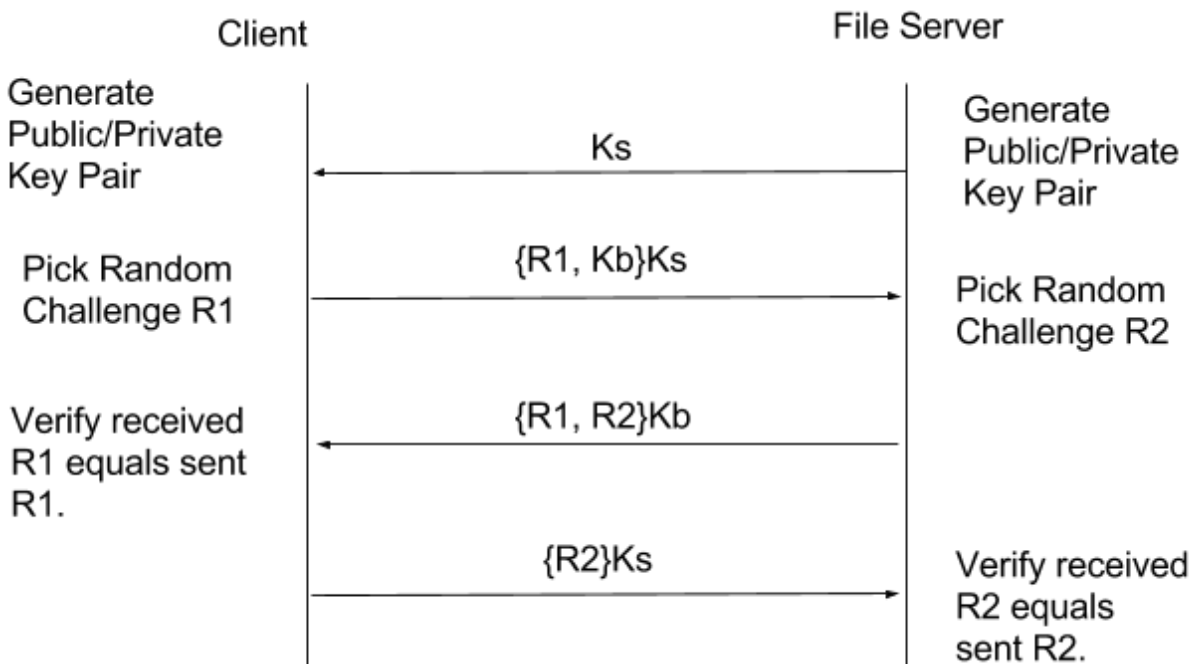 Client
File Server
Generate
Public/Private
Key Pair
Ks
Generate
Public/Private
Key Pair
Pick Random
Challenge R1
{R1, Kb}Ks
Pick Random
Challenge R2
Verify received
R1 equals sent
R1.
{R1, R2}Kb
{R2}Ks
Verify received
R2 equals
sent R2.